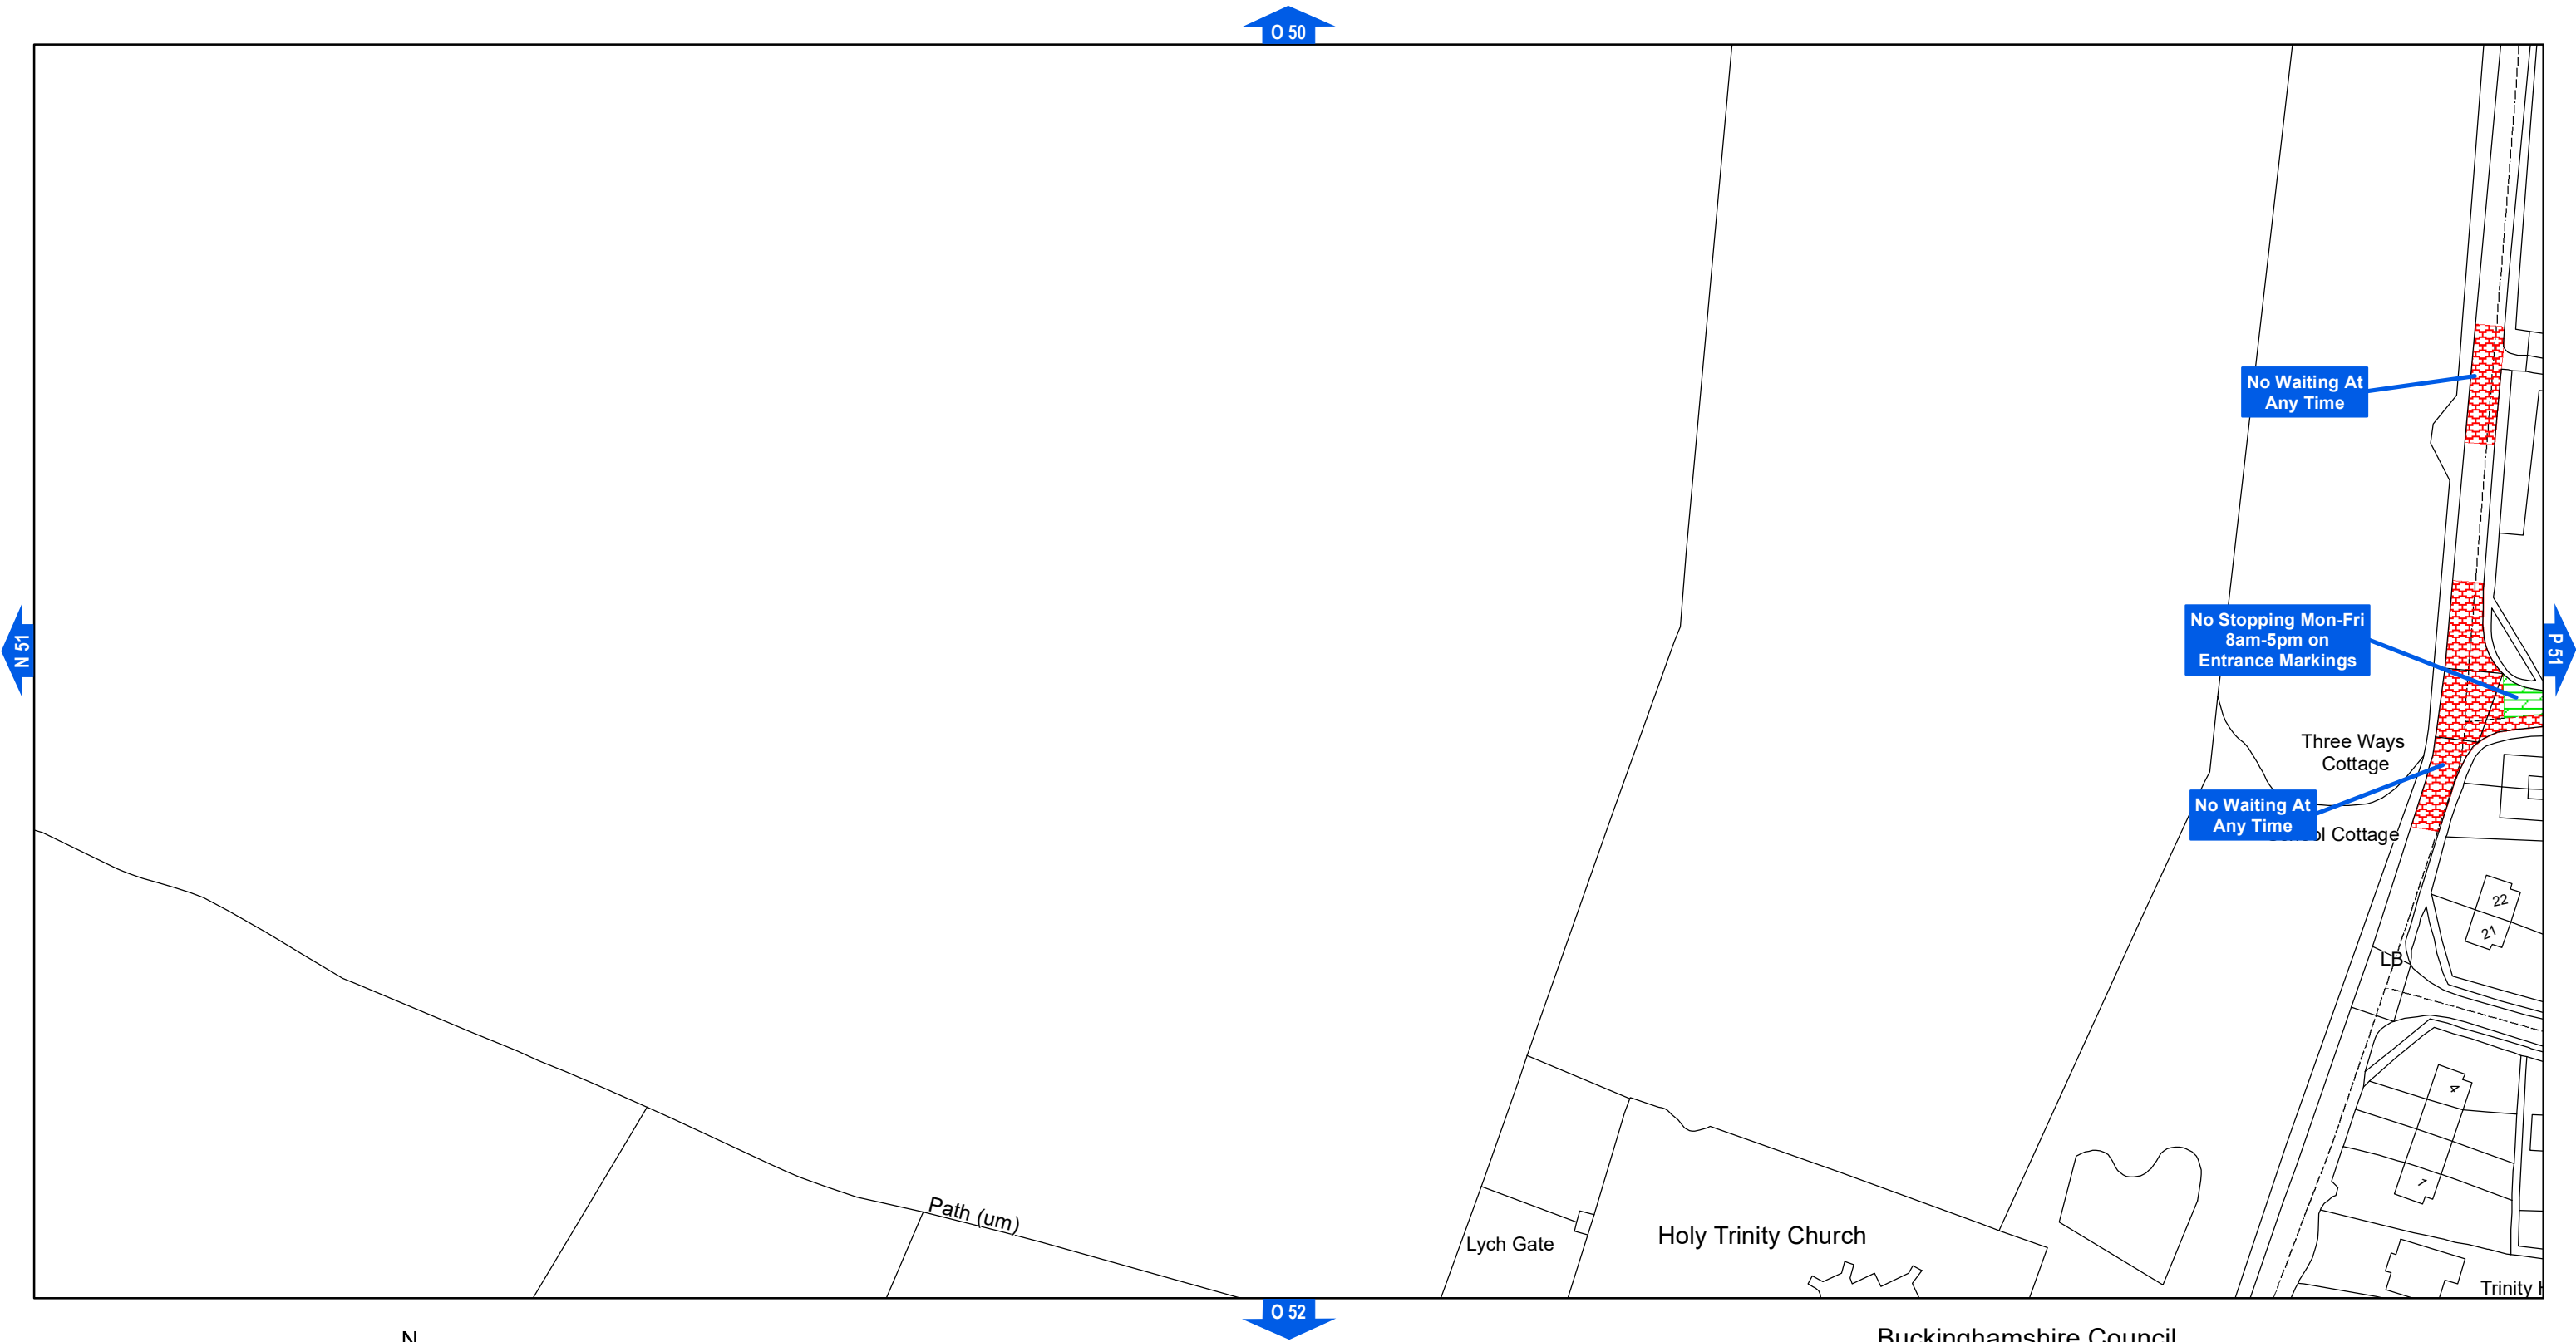 O 50
No Waiting At
Any Time
N 51
P 51
No Stopping Mon-Fri
8am-5pm on
Entrance Markings
Three Ways
Cottage
No Waiting At
Any Time
Cottage
22
21
LB
4
1
Path (um)
Lych Gate
Holy Trinity Church
Trinity
O 52
N
Buckinghamshire Council